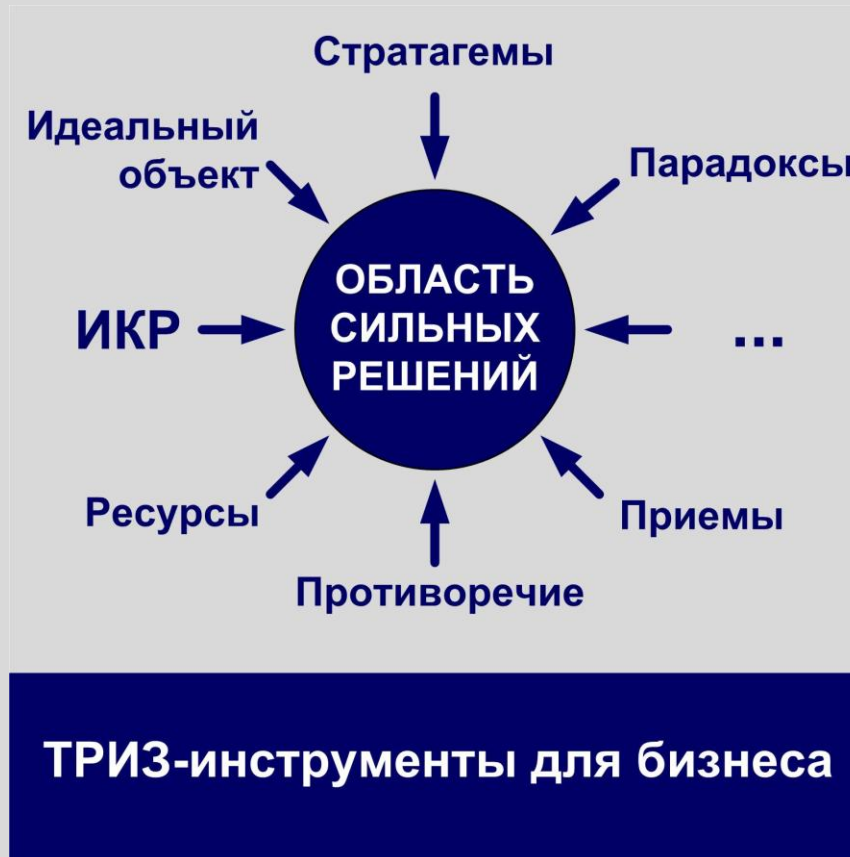 Стратагемы
Идеальный
объект
Парадоксы
ОБЛАСТЬ
СИЛЬНЫХ
РЕШЕНИЙ
ИКР
...
Ресурсы
Приемы
Противоречие
ТРИЗ-инструменты для бизнеса